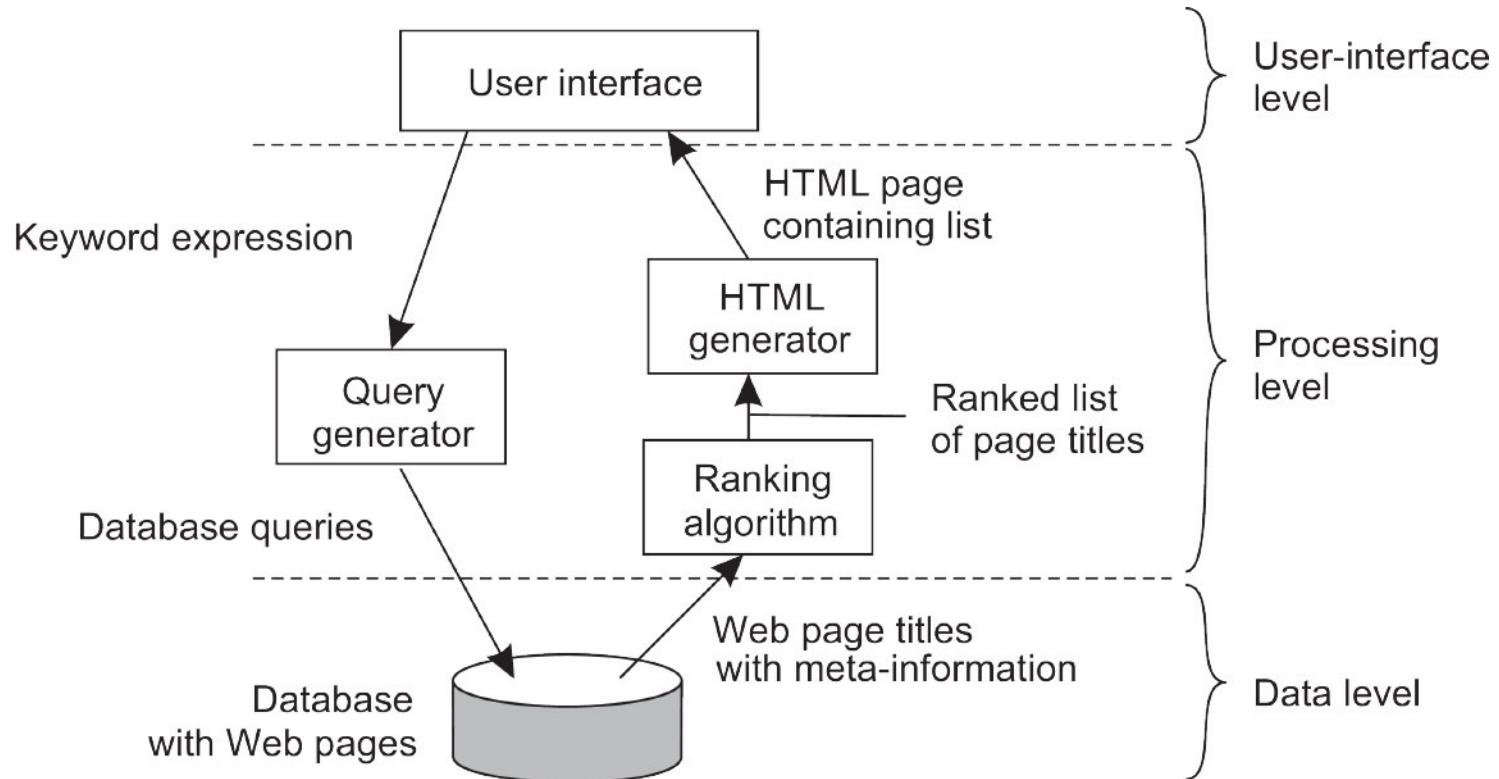 User interface
User-interface
level
HTML page
containing list
Keyword expression
HTML
generator
Processing
level
Query
generator
Ranked list
of page titles
Ranking
algorithm
Database queries
Web page titles
with meta-information
Database
with Web pages
Data level